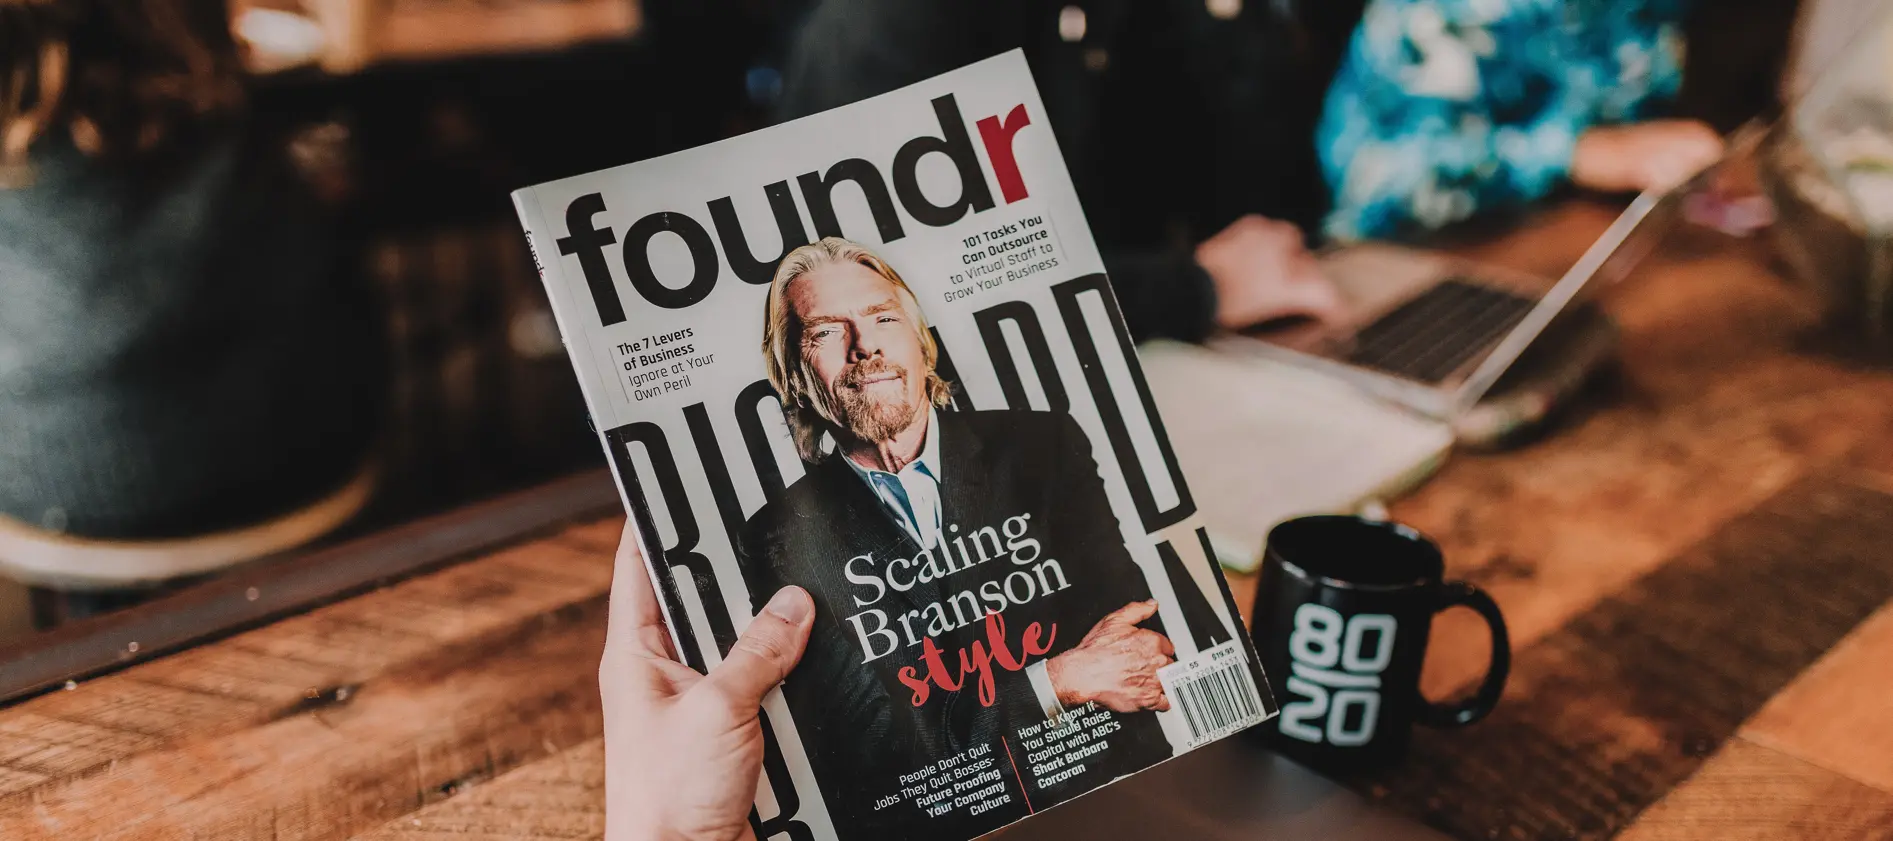 foundr
foundr
101 Tasks You
Can Outsource
to Virtual Staff to
Grow Your Business
The 7 Levers
of Business
Ignore at Your
Own Peril
Scaling
Branson
style
55 $19.95
People Don't Quit
Jobs They Quit Bosses-
Future Proofing
Your Company
Culture
How to Know if
You Should Raise
Capital with ABC's
Shark Barbara
Corcoran
80
20